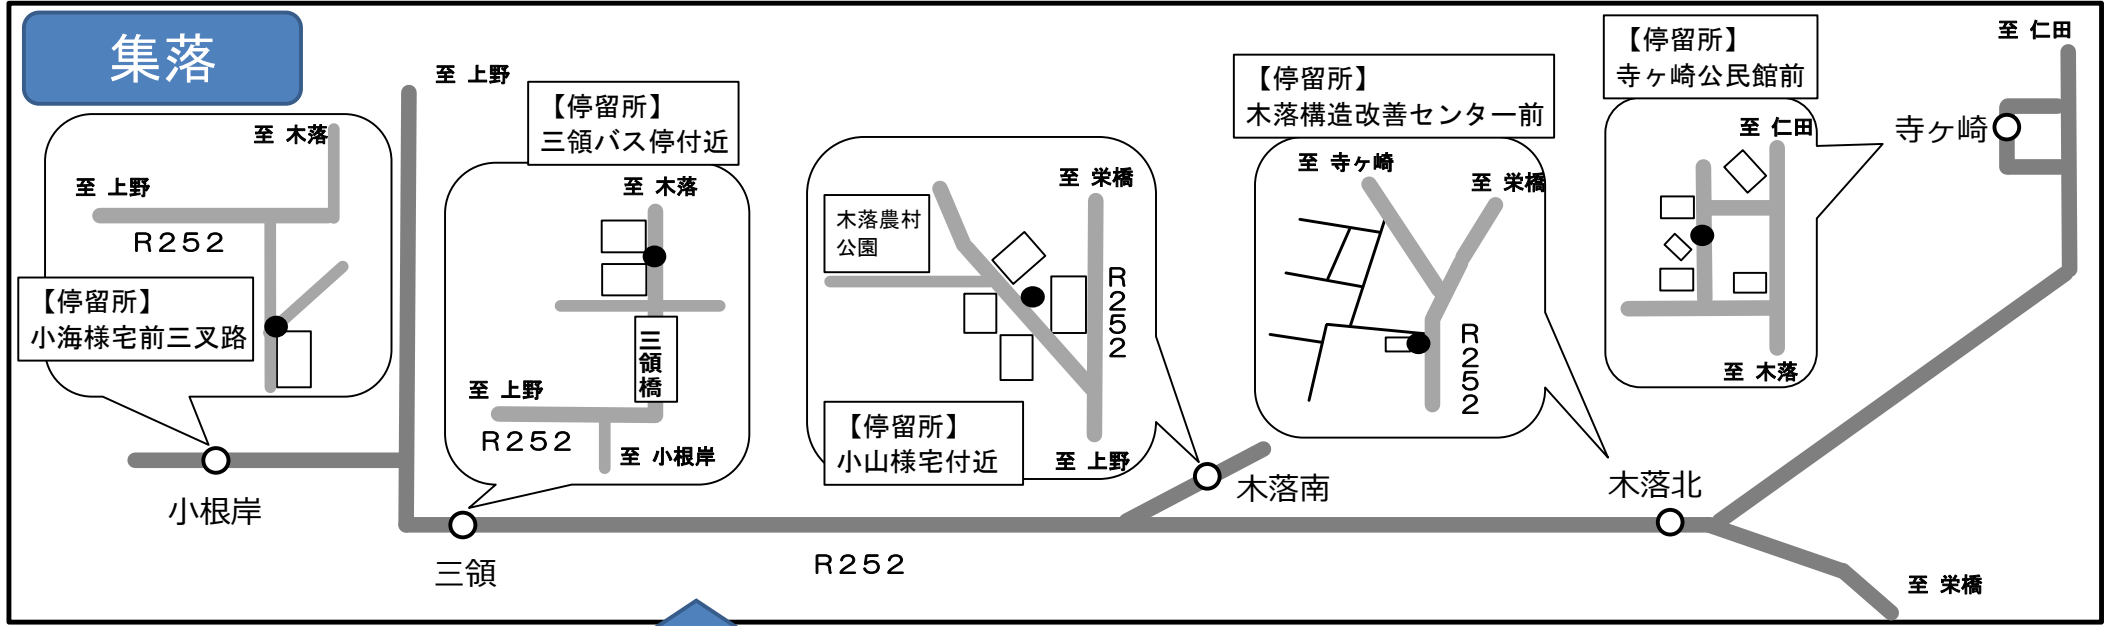 集落
至 上野
【停留所】
三領バス停付近
【停留所】
木落構造改善センター前
【停留所】
寺ヶ崎公民館前
至 仁田
至 木落
至 上野
R252
【停留所】
小海様宅前三叉路
小根岸
至 木落
三領橋
至 上野
R252
至 小根岸
三領
至 栄橋
木落農村
公園
R252
【停留所】
小山様宅付近
至 上野
木落南
至 寺ヶ崎
至 栄橋
R252
木落北
至 仁田
至 木落
寺ヶ崎
R252
至 栄橋